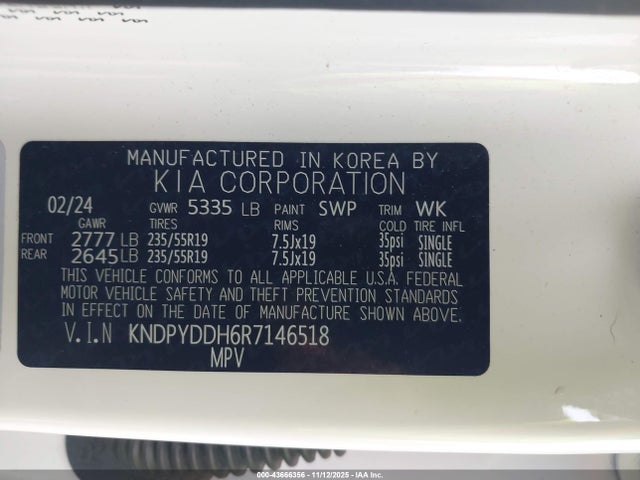 MANUFACTURED IN KOREA BY
KIA CORPORATION
02/24 GVWR 5335 LB PAINT SWP TRIM WK
GAWR TIRES RIMS COLD TIRE INFL
FRONT 2777 LB 235/55R19 7.5Jx19 35psi SINGLE
REAR 2645 LB 235/55R19 7.5Jx19 35psi SINGLE
THIS VEHICLE CONFORMS TO ALL APPLICABLE U.S.A. FEDERAL
MOTOR VEHICLE SAFETY AND THEFT PREVENTION STANDARDS
IN EFFECT ON THE DATE OF MANUFACTURE SHOWN ABOVE.
V.I.N KNDPYDDH6R7146518
MPV
000-43666356 - 11/12/2025 - IAAI.COM